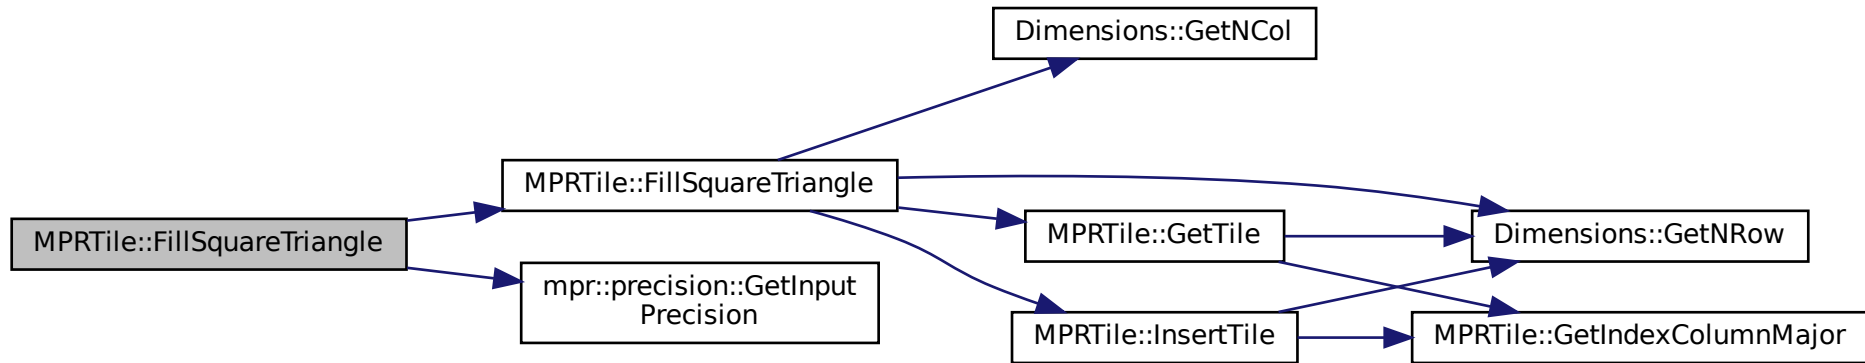 MPRTile::FillSquareTriangle
MPRTile::FillSquareTriangle
mpr::precision::GetInput
Precision
Dimensions::GetNCol
MPRTile::GetTile
MPRTile::InsertTile
Dimensions::GetNRow
MPRTile::GetIndexColumnMajor